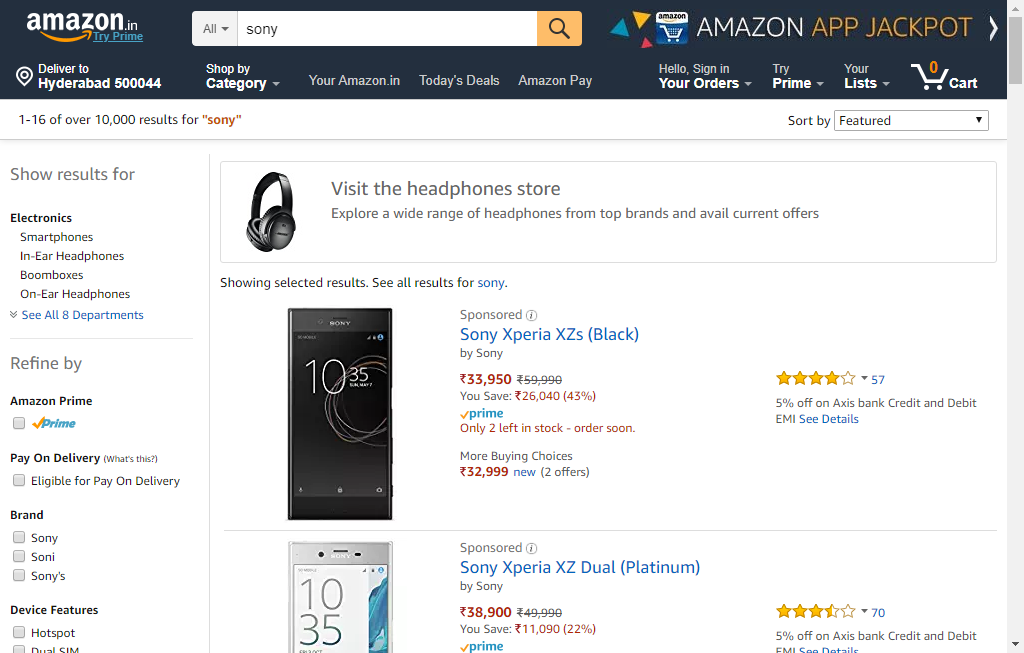 amazon.in
Try Prime
All
sony
amazon
AMAZON APP JACKPOT
Deliver to
Hyderabad 500044
Shop by
Category
Your Amazon.in
Today's Deals
Amazon Pay
Hello, Sign in
Your Orders
Try
Prime
Your
Lists
0
Cart
1-16 of over 10,000 results for "sony"
Sort by
Featured
Show results for
Electronics
Smartphones
In-Ear Headphones
Boomboxes
On-Ear Headphones
See All 8 Departments
Refine by
Amazon Prime
Prime
Pay On Delivery (What's this?)
Eligible for Pay On Delivery
Brand
Sony
Soni
Sony's
Device Features
Hotspot
Dual SIM
Visit the headphones store
Explore a wide range of headphones from top brands and avail current offers
Showing selected results. See all results for sony.
SONY
10 35
SUN, MAY 7
Sponsored
Sony Xperia XZs (Black)
by Sony
₹33,950 ₹59,990
You Save: ₹26,040 (43%)
prime
Only 2 left in stock - order soon.
More Buying Choices
₹32,999 new (2 offers)
57
5% off on Axis bank Credit and Debit
EMI See Details
SONY
10
35
Sponsored
Sony Xperia XZ Dual (Platinum)
by Sony
₹38,900 ₹49,990
You Save: ₹11,090 (22%)
prime
70
5% off on Axis bank Credit and Debit
EMI See Details